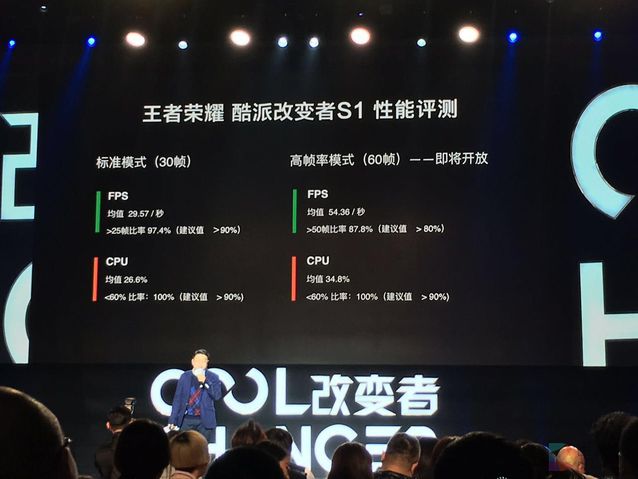 王者荣耀 酷派改变者S1 性能评测
标准模式（30帧）
FPS
均值 29.57 / 秒
>25帧比率 97.4%（建议值 >90%）
CPU
均值 26.6%
<60% 比率：100%（建议值 > 90%）
高帧率模式（60帧）——即将开放
FPS
均值 54.36 / 秒
>50帧比率 87.8%（建议值 > 80%）
CPU
均值 34.8%
<60% 比率：100%（建议值 > 90%）
COOL改变者